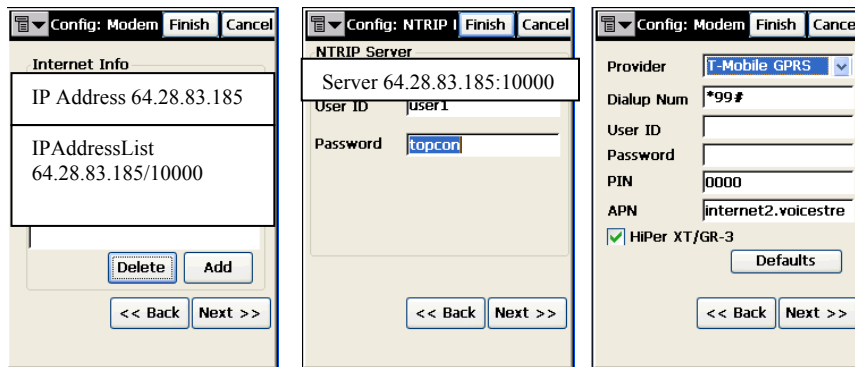 Config: Modem Finish Cancel
Internet Info
IP Address 64.28.83.185
IPAddressList
64.28.83.185/10000
Delete Add
<< Back Next >>
Config: NTRIP Finish Cancel
NTRIP Server
Server 64.28.83.185:10000
User ID user1
Password topcon
<< Back Next >>
Config: Modem Finish Cance
Provider T-Mobile GPRS
Dialup Num *99#
User ID
Password
PIN 0000
APN internet2.voicestre
HiPer XT/GR-3
Defaults
<< Back Next >>